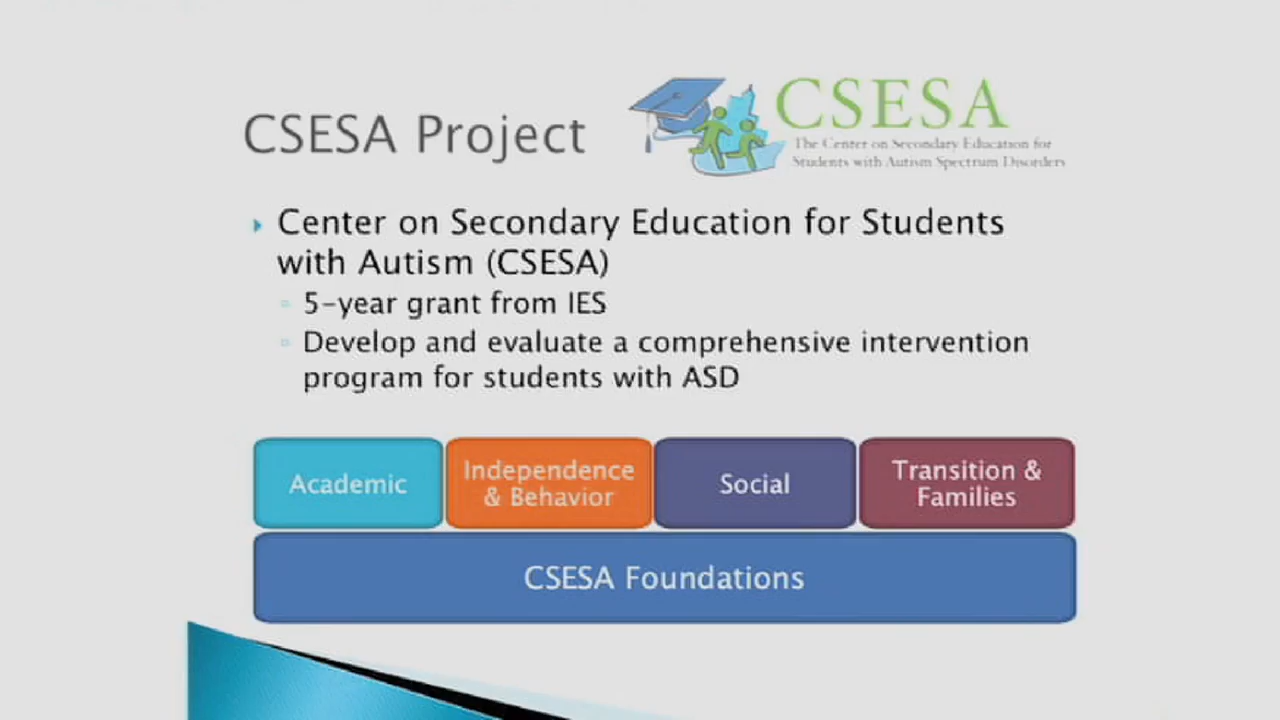 CSESA Project
CSESA
The Center on Secondary Education for
Students with Autism Spectrum Disorders
Center on Secondary Education for Students
with Autism (CSESA)
5-year grant from IES
Develop and evaluate a comprehensive intervention
program for students with ASD
Academic
Independence
& Behavior
Social
Transition &
Families
CSESA Foundations